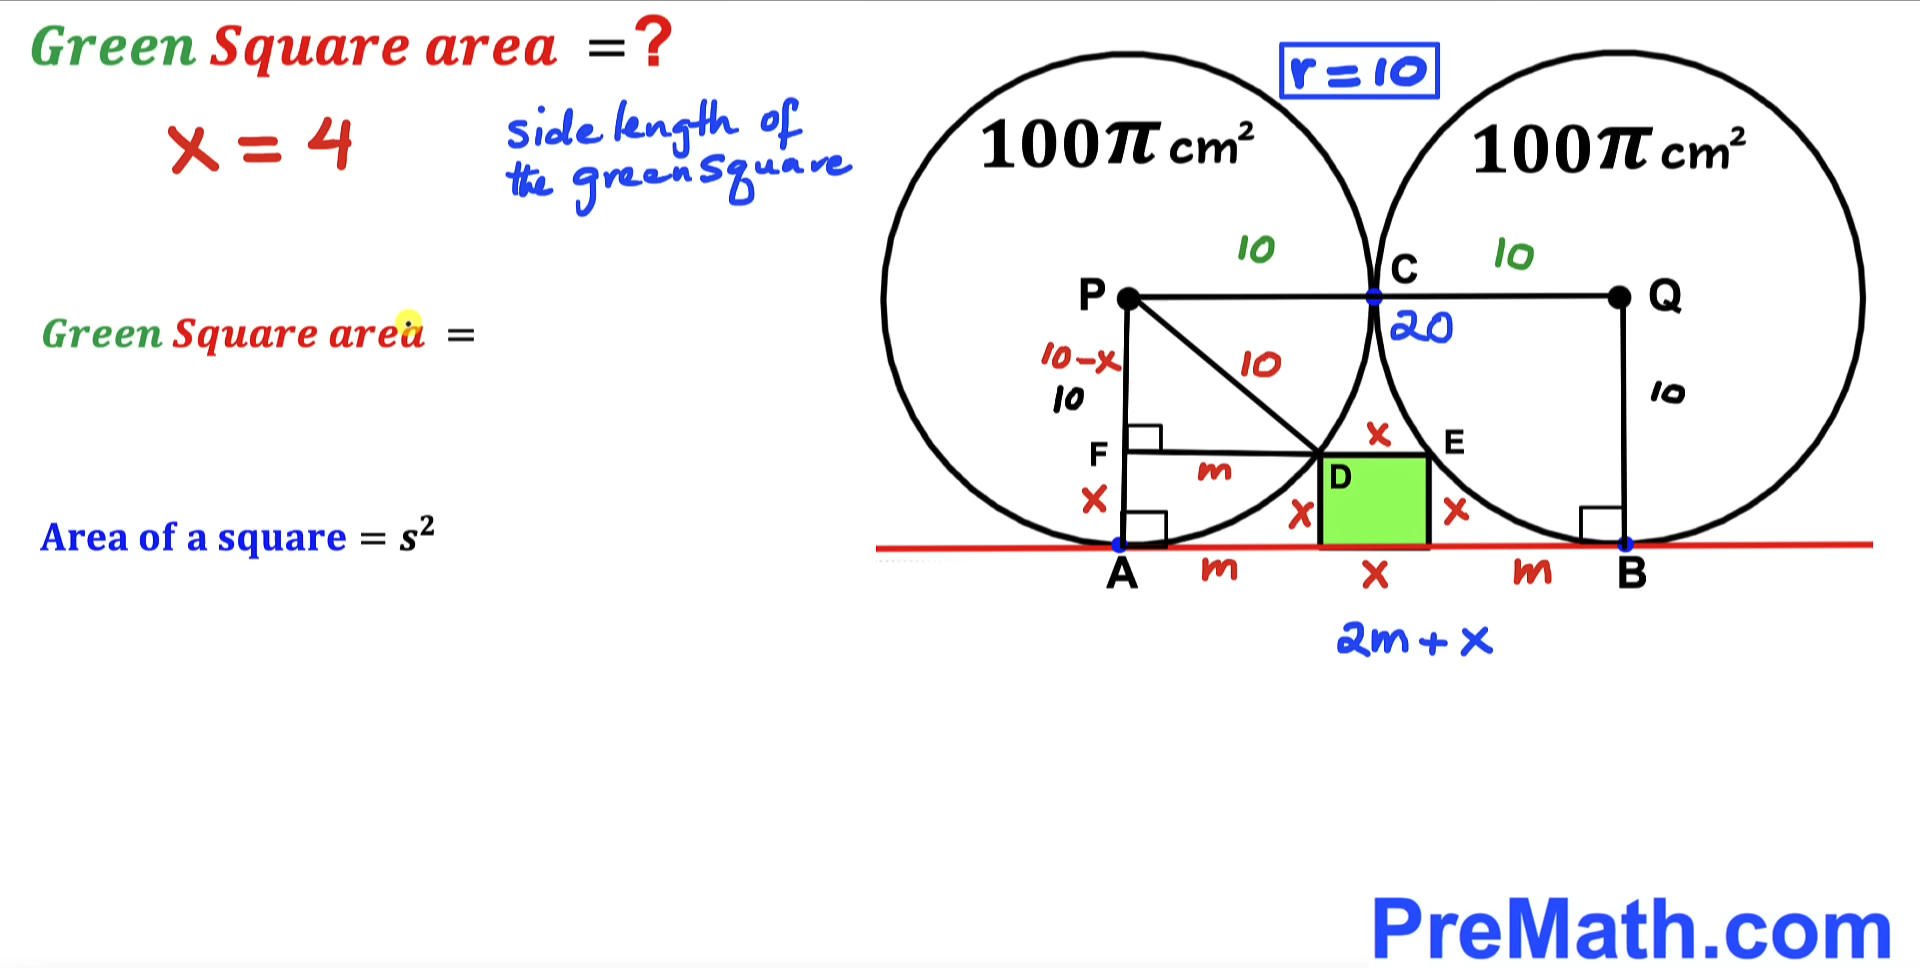 Green Square area = ?
x = 4
side length of
the green square
Green Square area =
Area of a square = s²
r = 10
100π cm²
100π cm²
10
10
P
C
Q
20
10-x
10
10
10
F
m
x
E
D
x
x
x
A
m
x
m
B
2m + x
PreMath.com